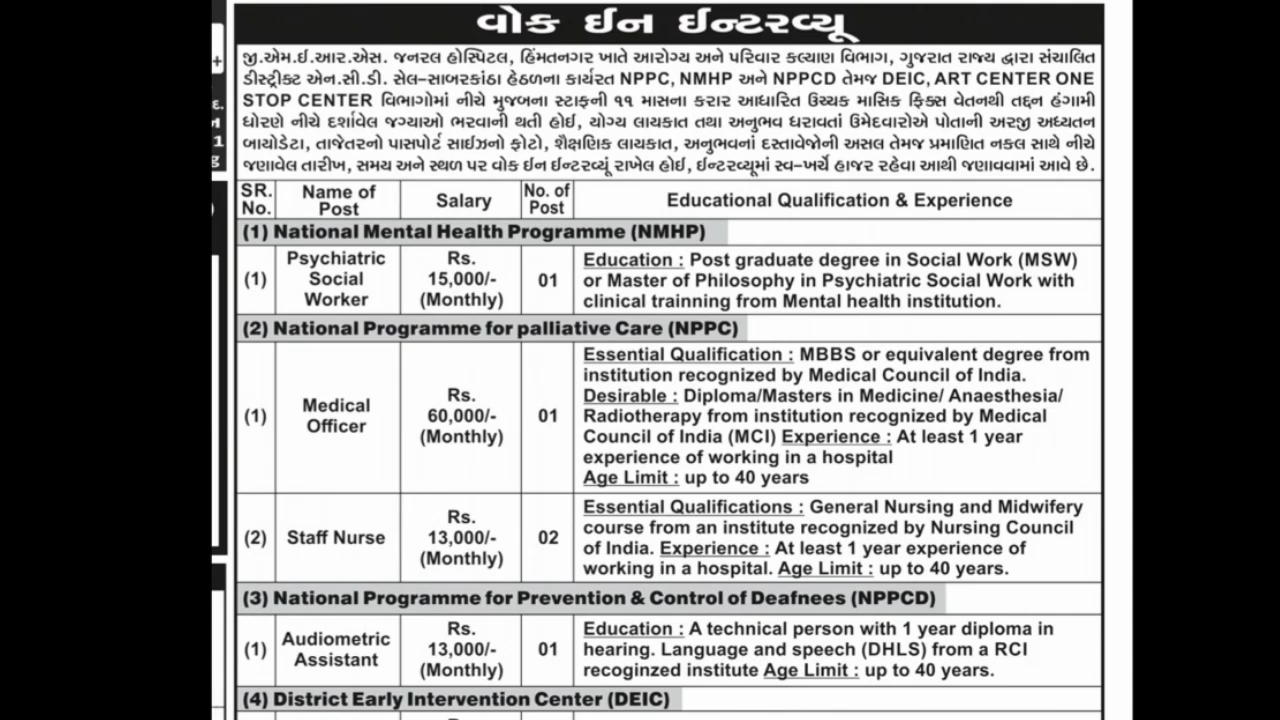 વોક ઈન ઈન્ટરવ્યૂ
જી.એમ.ઈ.આર.એસ. જનરલ હોસ્પિટલ, હિંમતનગર ખાતે આરોગ્ય અને પરિવાર કલ્યાણ વિભાગ, ગુજરાત રાજ્ય દ્વારા સંચાલિત
ડીસ્ટ્રીક્ટ એન.સી.ડી. સેલ–સાબરકાંઠા હેઠળના કાર્યરત NPPC, NMHP અને NPPCD તેમજ DEIC, ART CENTER ONE
STOP CENTER વિભાગોમાં નીચે મુજબના સ્ટાફની ૧૧ માસના કરાર આધારિત ઉચ્ચક માસિક ફિક્સ વેતનથી તદ્દન હંગામી
ધોરણે નીચે દર્શાવેલ જગ્યાઓ ભરવાની થતી હોઈ, યોગ્ય લાયકાત તથા અનુભવ ધરાવતાં ઉમેદવારોએ પોતાની અરજી અધ્યતન
બાયોડેટા, તાજેતરનો પાસપોર્ટ સાઈઝનો ફોટો, શૈક્ષણિક લાયકાત, અનુભવનાં દસ્તાવેજોની અસલ તેમજ પ્રમાણિત નકલ સાથે નીચે
જણાવેલ તારીખ, સમય અને સ્થળ પર વોક ઈન ઈન્ટરવ્યૂં રાખેલ હોઈ, ઈન્ટરવ્યૂમાં સ્વ-ખર્ચે હાજર રહેવા આથી જણાવવામાં આવે છે.
SR. No. Name of Post Salary No. of Post Educational Qualification & Experience
(1) National Mental Health Programme (NMHP)
(1) Psychiatric Social Worker Rs. 15,000/- (Monthly) 01 Education : Post graduate degree in Social Work (MSW)
or Master of Philosophy in Psychiatric Social Work with
clinical trainning from Mental health institution.
(2) National Programme for palliative Care (NPPC)
(1) Medical Officer Rs. 60,000/- (Monthly) 01 Essential Qualification : MBBS or equivalent degree from
institution recognized by Medical Council of India.
Desirable : Diploma/Masters in Medicine/ Anaesthesia/
Radiotherapy from institution recognized by Medical
Council of India (MCI) Experience : At least 1 year
experience of working in a hospital
Age Limit : up to 40 years
(2) Staff Nurse Rs. 13,000/- (Monthly) 02 Essential Qualifications : General Nursing and Midwifery
course from an institute recognized by Nursing Council
of India. Experience : At least 1 year experience of
working in a hospital. Age Limit : up to 40 years.
(3) National Programme for Prevention & Control of Deafnees (NPPCD)
(1) Audiometric Assistant Rs. 13,000/- (Monthly) 01 Education : A technical person with 1 year diploma in
hearing. Language and speech (DHLS) from a RCI
recoginzed institute Age Limit : up to 40 years.
(4) District Early Intervention Center (DEIC)